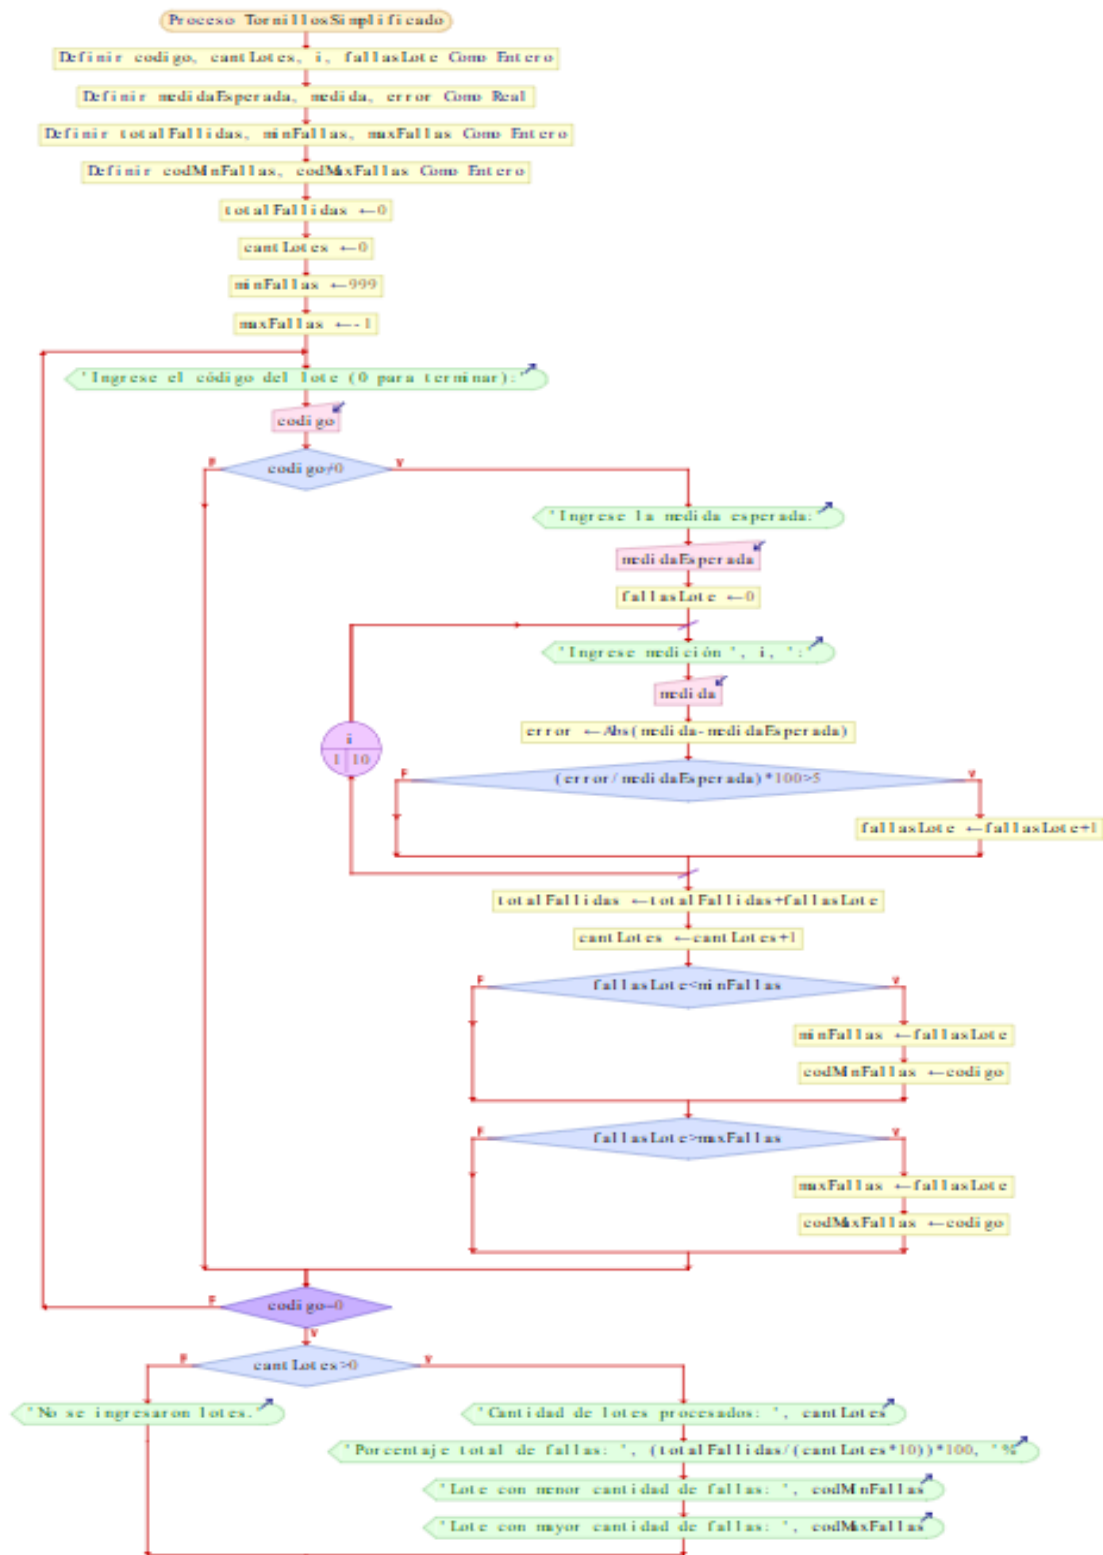 Proceso TornillosSimplificado
Definir codigo, cantLotes, i, fallasLote Como Entero
Definir medidaEsperada, medida, error Como Real
Definir totalFallidas, minFallas, maxFallas Como Entero
Definir codMinFallas, codMaxFallas Como Entero
totalFallidas ←0
cantLotes ←0
minFallas ←999
maxFallas ←-1
'Ingrese el código del lote (0 para terminar):'
codigo
F
codigo≠0
V
'Ingrese la medida esperada:'
medidaEsperada
fallasLote ←0
'Ingrese medición ', i, ':'
medida
error ←Abs(medida-medidaEsperada)
i
1 10
F
(error/medidaEsperada)*100>5
V
fallasLote ←fallasLote+1
totalFallidas ←totalFallidas+fallasLote
cantLotes ←cantLotes+1
F
fallasLote<minFallas
V
minFallas ←fallasLote
codMinFallas ←codigo
F
fallasLote>maxFallas
V
maxFallas ←fallasLote
codMaxFallas ←codigo
F
codigo=0
V
F
cantLotes>0
V
'No se ingresaron lotes.'
'Cantidad de lotes procesados: ', cantLotes
'Porcentaje total de fallas: ', (totalFallidas/(cantLotes*10))*100, '%'
'Lote con menor cantidad de fallas: ', codMinFallas
'Lote con mayor cantidad de fallas: ', codMaxFallas